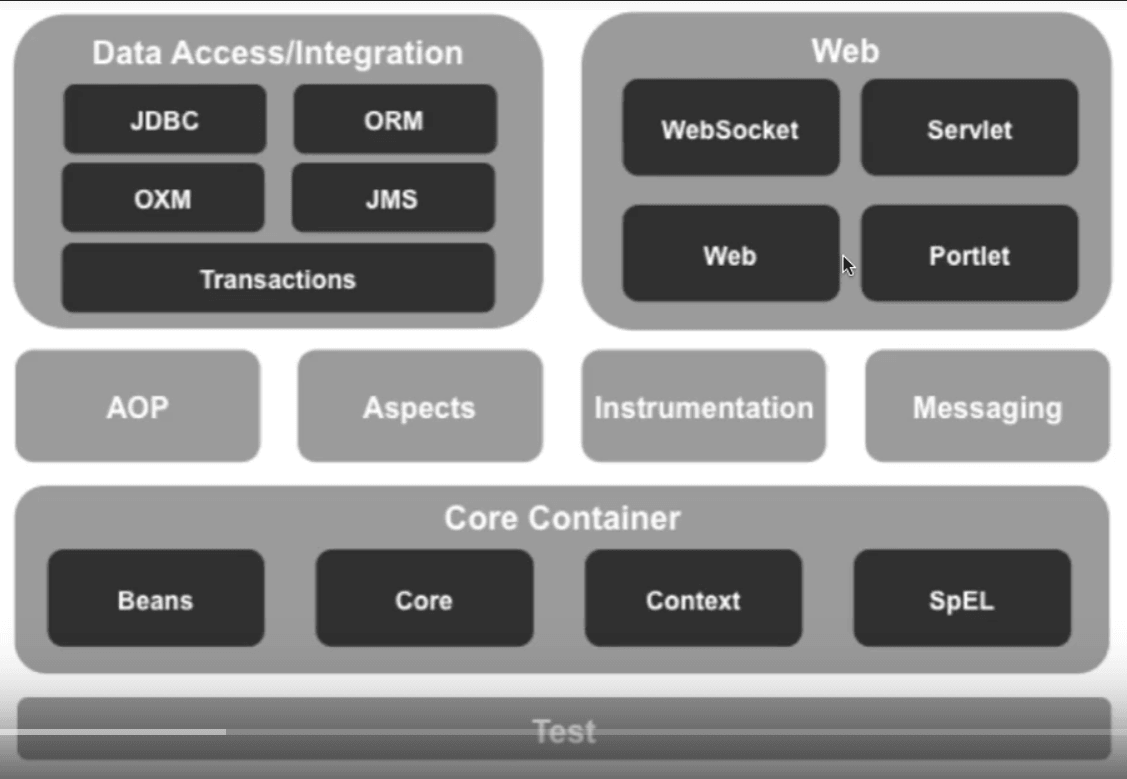 Data Access/Integration
JDBC
ORM
OXM
JMS
Transactions
Web
WebSocket
Servlet
Web
Portlet
AOP
Aspects
Instrumentation
Messaging
Core Container
Beans
Core
Context
SpEL
Test